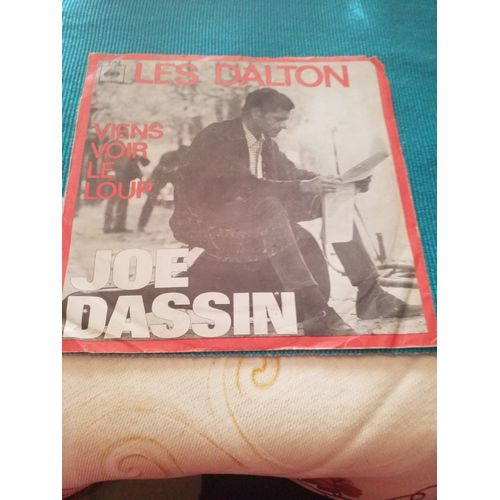 LES DALTON
VIENS
VOIR
LE
LOUP
JOE
DASSIN